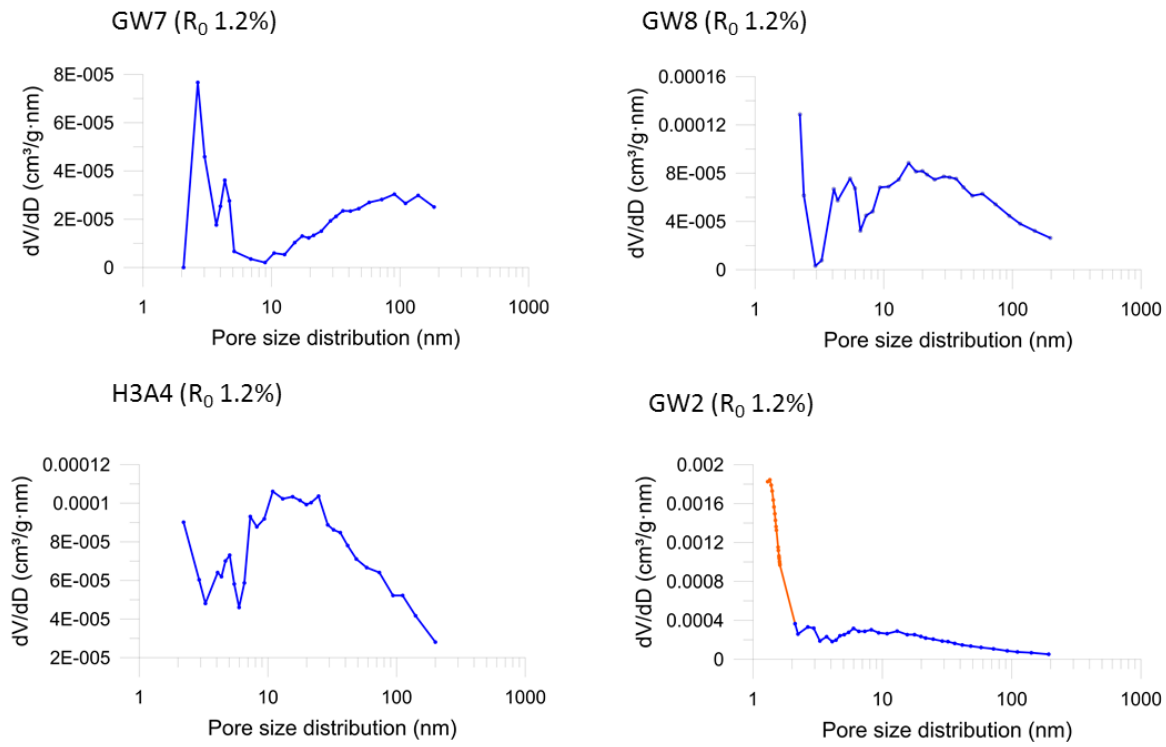 GW7 (R₀ 1.2%)
8E-005
6E-005
4E-005
2E-005
0
dV/dD (cm³/g·nm)
1 10 100 1000
Pore size distribution (nm)
GW8 (R₀ 1.2%)
0.00016
0.00012
8E-005
4E-005
0
dV/dD (cm³/g·nm)
1 10 100 1000
Pore size distribution (nm)
H3A4 (R₀ 1.2%)
0.00012
0.0001
8E-005
6E-005
4E-005
2E-005
dV/dD (cm³/g·nm)
1 10 100 1000
Pore size distribution (nm)
GW2 (R₀ 1.2%)
0.002
0.0016
0.0012
0.0008
0.0004
0
dV/dD (cm³/g·nm)
1 10 100 1000
Pore size distribution (nm)